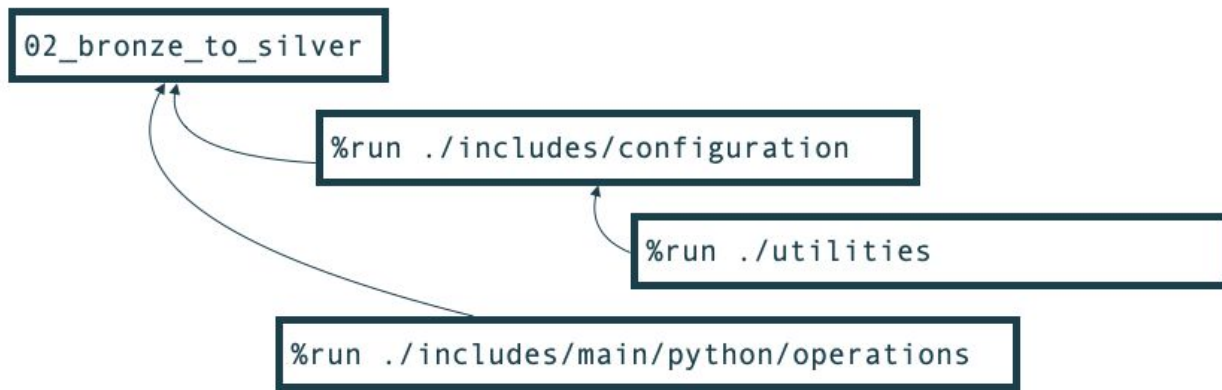 02_bronze_to_silver
%run ./includes/configuration
%run ./utilities
%run ./includes/main/python/operations